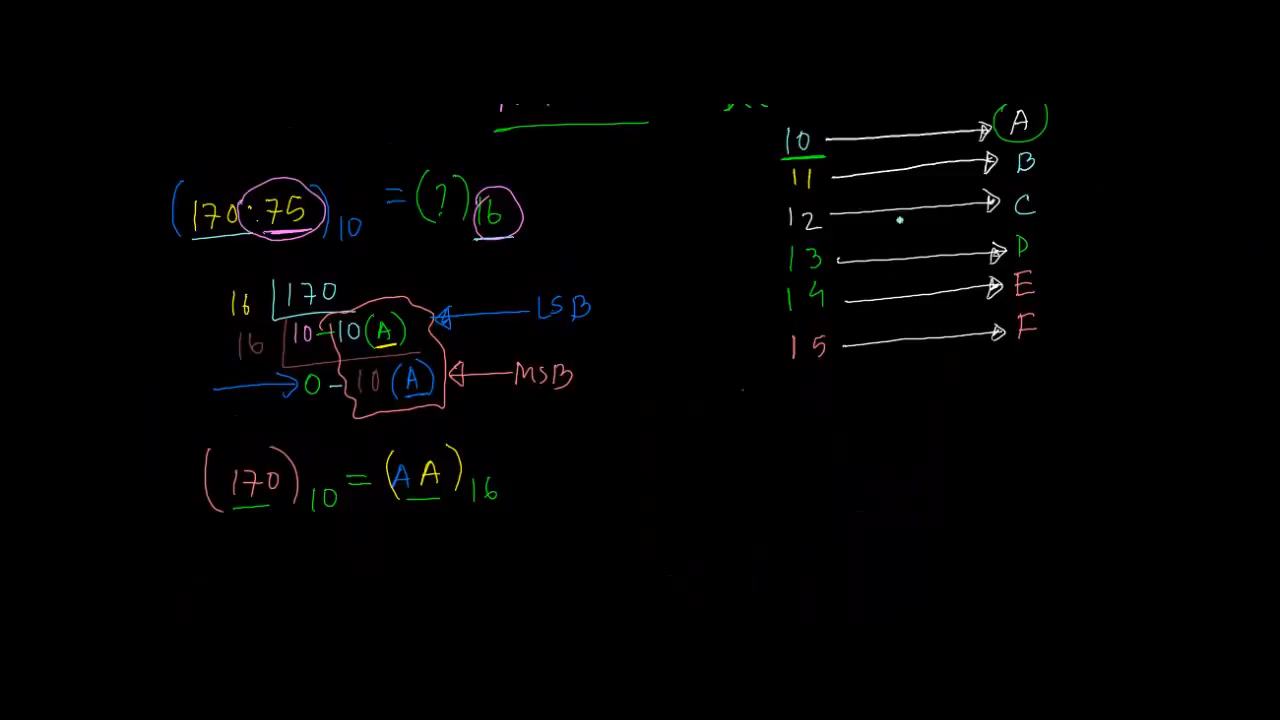 (170.75)10 = (?)16
16 170
16 10 - 10 (A) LSB
0 - 10 (A) MSB
(170)10 = (AA)16
10 A
11 B
12 C
13 D
14 E
15 F